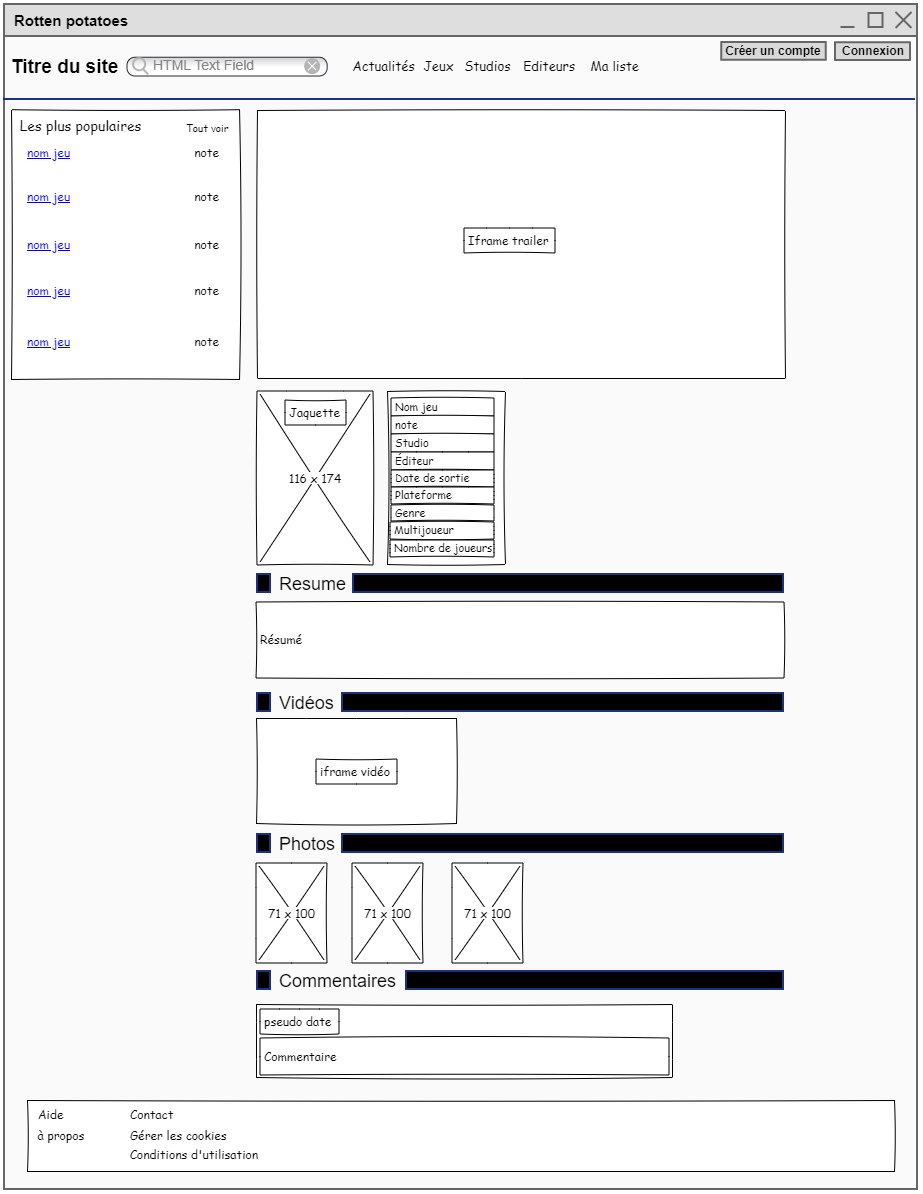 Rotten potatoes
Créer un compte Connexion
Titre du site HTML Text Field Actualités Jeux Studios Editeurs Ma liste
Les plus populaires Tout voir
nom jeu note
nom jeu note
nom jeu note
nom jeu note
nom jeu note
Iframe trailer
Jaquette
116 x 174
Nom jeu
note
Studio
Éditeur
Date de sortie
Plateforme
Genre
Multijoueur
Nombre de joueurs
Resume
Résumé
Vidéos
iframe vidéo
Photos
71 x 100 71 x 100 71 x 100
Commentaires
pseudo date
Commentaire
Aide Contact
à propos Gérer les cookies
Conditions d'utilisation